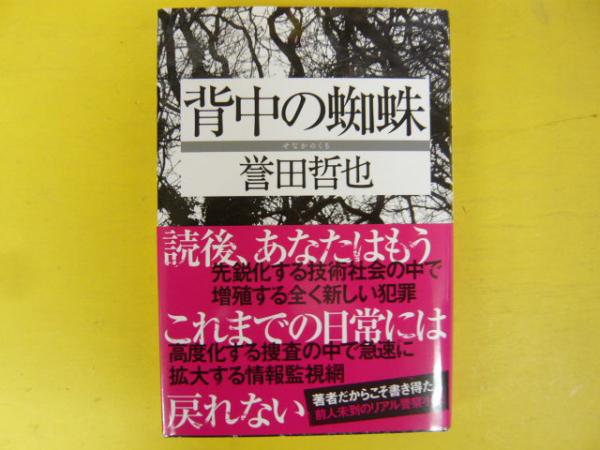 背中の蜘蛛
せなかのくも
誉田哲也
読後、あなたはもう
先鋭化する技術社会の中で
増殖する全く新しい犯罪
これまでの日常には
高度化する捜査の中で急速に
拡大する情報監視網
戻れない
著者だからこそ書き得た
前人未到のリアル警察小